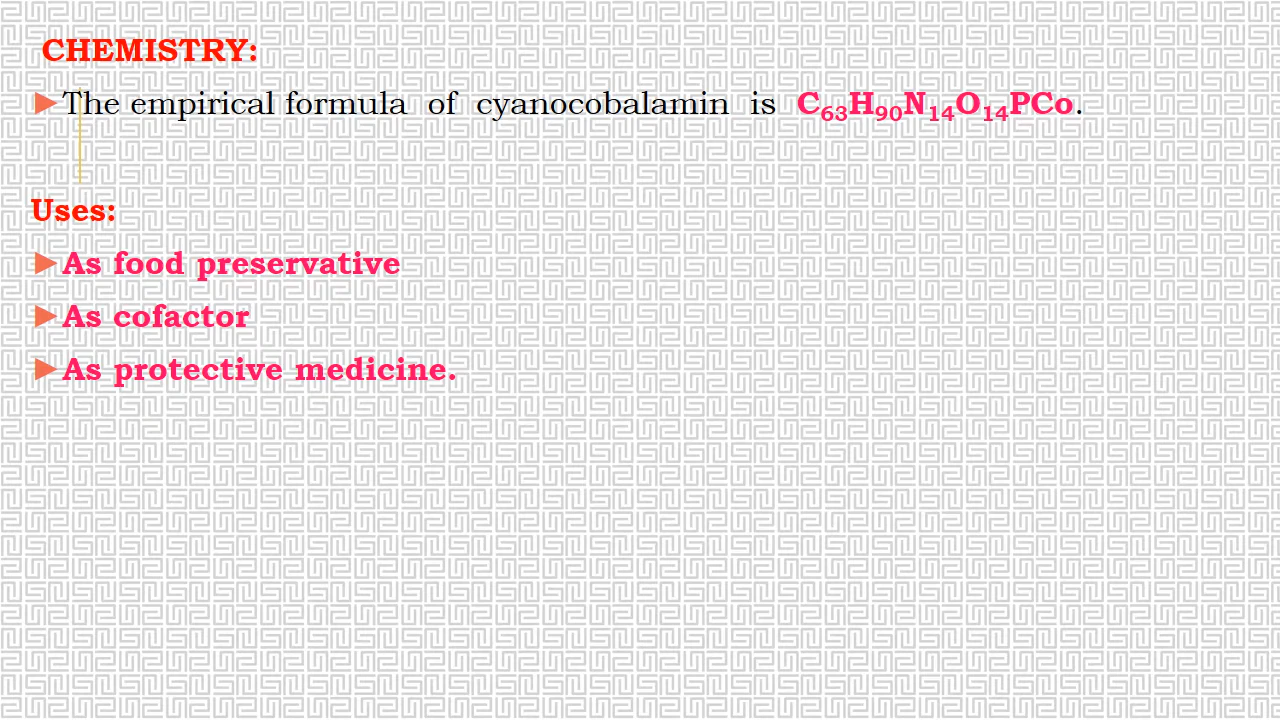 CHEMISTRY:
►The empirical formula of cyanocobalamin is C₆₃H₉₀N₁₄O₁₄PCo.
Uses:
►As food preservative
►As cofactor
►As protective medicine.